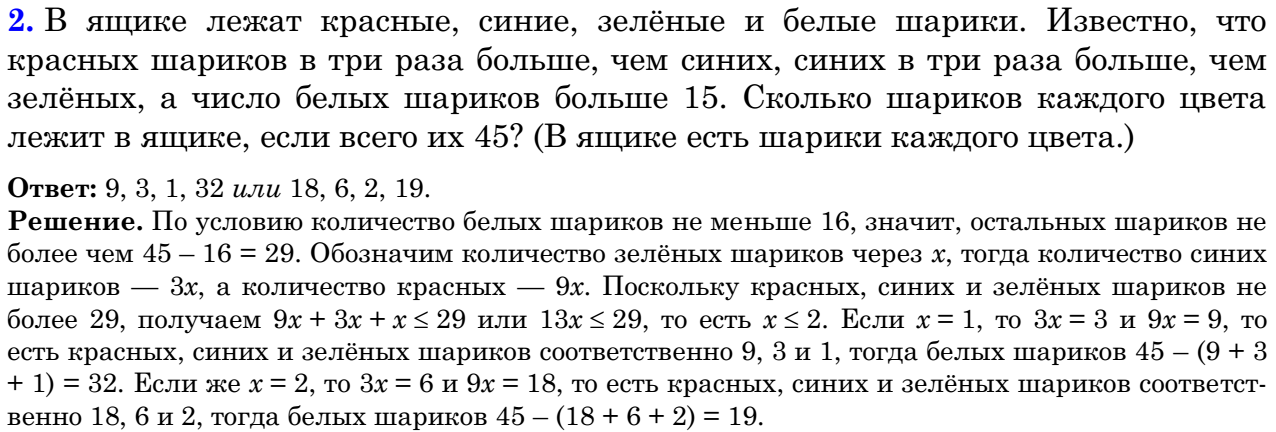 2. В ящике лежат красные, синие, зелёные и белые шарики. Известно, что
красных шариков в три раза больше, чем синих, синих в три раза больше, чем
зелёных, а число белых шариков больше 15. Сколько шариков каждого цвета
лежит в ящике, если всего их 45? (В ящике есть шарики каждого цвета.)
Ответ: 9, 3, 1, 32 или 18, 6, 2, 19.
Решение. По условию количество белых шариков не меньше 16, значит, остальных шариков не
более чем 45 – 16 = 29. Обозначим количество зелёных шариков через x, тогда количество синих
шариков — 3x, а количество красных — 9x. Поскольку красных, синих и зелёных шариков не
более 29, получаем 9x + 3x + x ≤ 29 или 13x ≤ 29, то есть x ≤ 2. Если x = 1, то 3x = 3 и 9x = 9, то
есть красных, синих и зелёных шариков соответственно 9, 3 и 1, тогда белых шариков 45 – (9 + 3
+ 1) = 32. Если же x = 2, то 3x = 6 и 9x = 18, то есть красных, синих и зелёных шариков соответст-
венно 18, 6 и 2, тогда белых шариков 45 – (18 + 6 + 2) = 19.